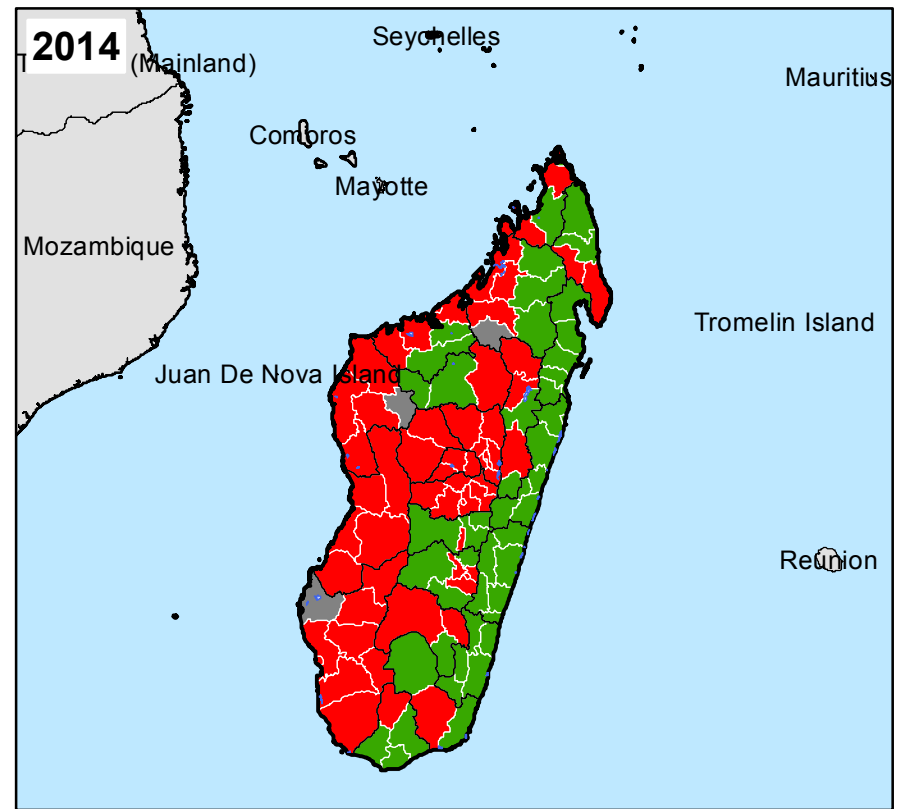 2014
Seychelles
(Mainland)
Mauritius
Comoros
Mayotte
Mozambique
Tromelin Island
Juan De Nova Island
Reunion